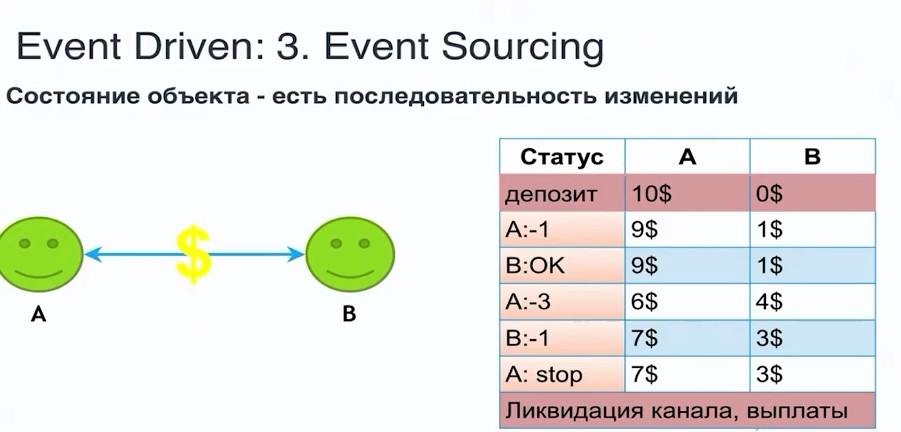 Event Driven: 3. Event Sourcing
Состояние объекта - есть последовательность изменений
$
A
B
Статус A B
депозит 10$ 0$
A:-1 9$ 1$
B:OK 9$ 1$
A:-3 6$ 4$
B:-1 7$ 3$
A: stop 7$ 3$
Ликвидация канала, выплаты